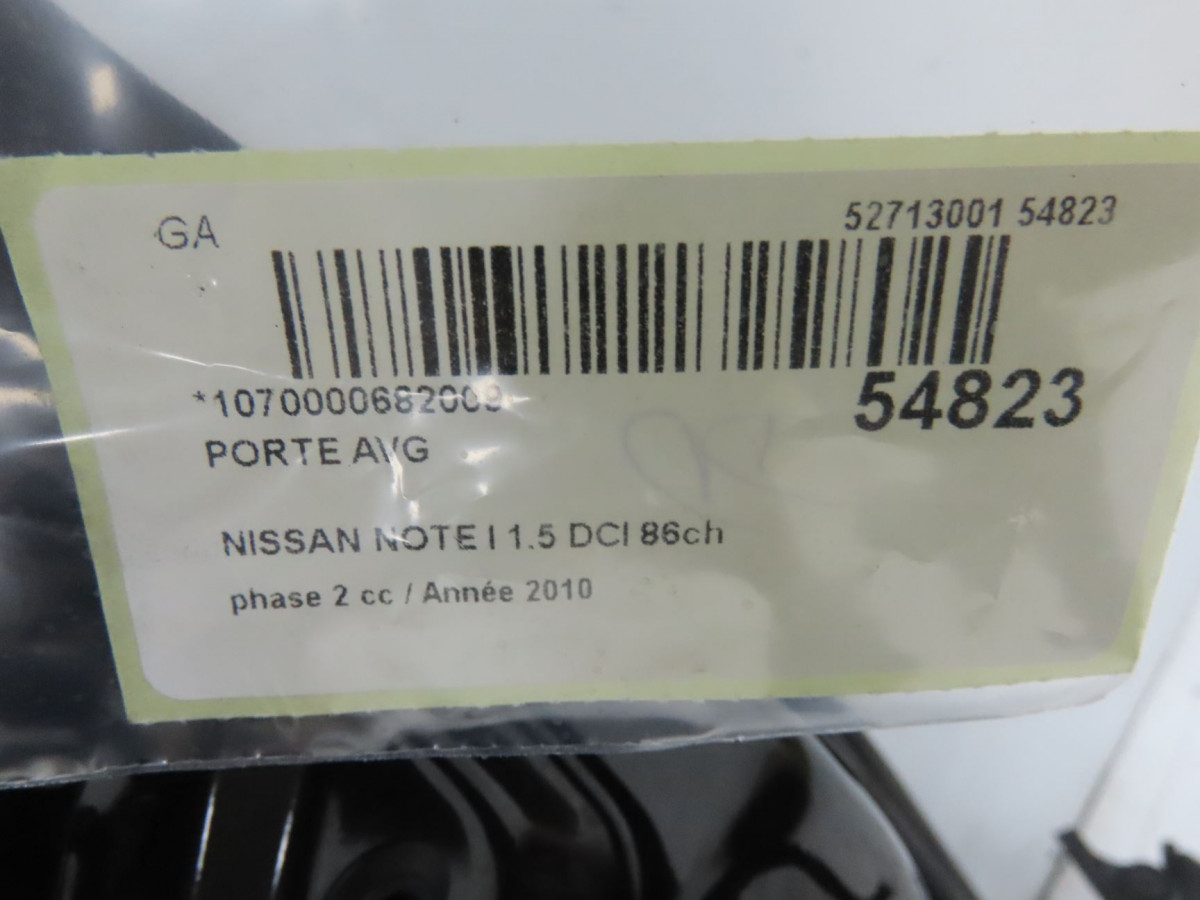 GA
52713001 54823
54823
*1070000682009
PORTE AVG
NISSAN NOTE I 1.5 DCI 86ch
phase 2 cc / Année 2010